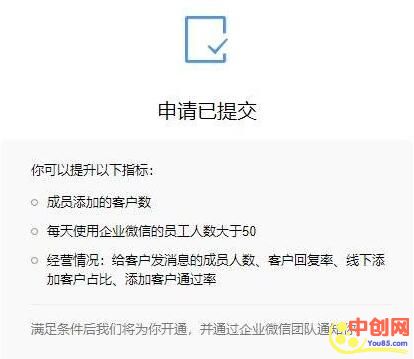 申请已提交
你可以提升以下指标:
成员添加的客户数
每天使用企业微信的员工人数大于50
经营情况:给客户发消息的成员人数、客户回复率、线下添
加客户占比、添加客户通过率
满足条件后我们将为你开通,并通过企业微信团队通知你
中创网
You85.com